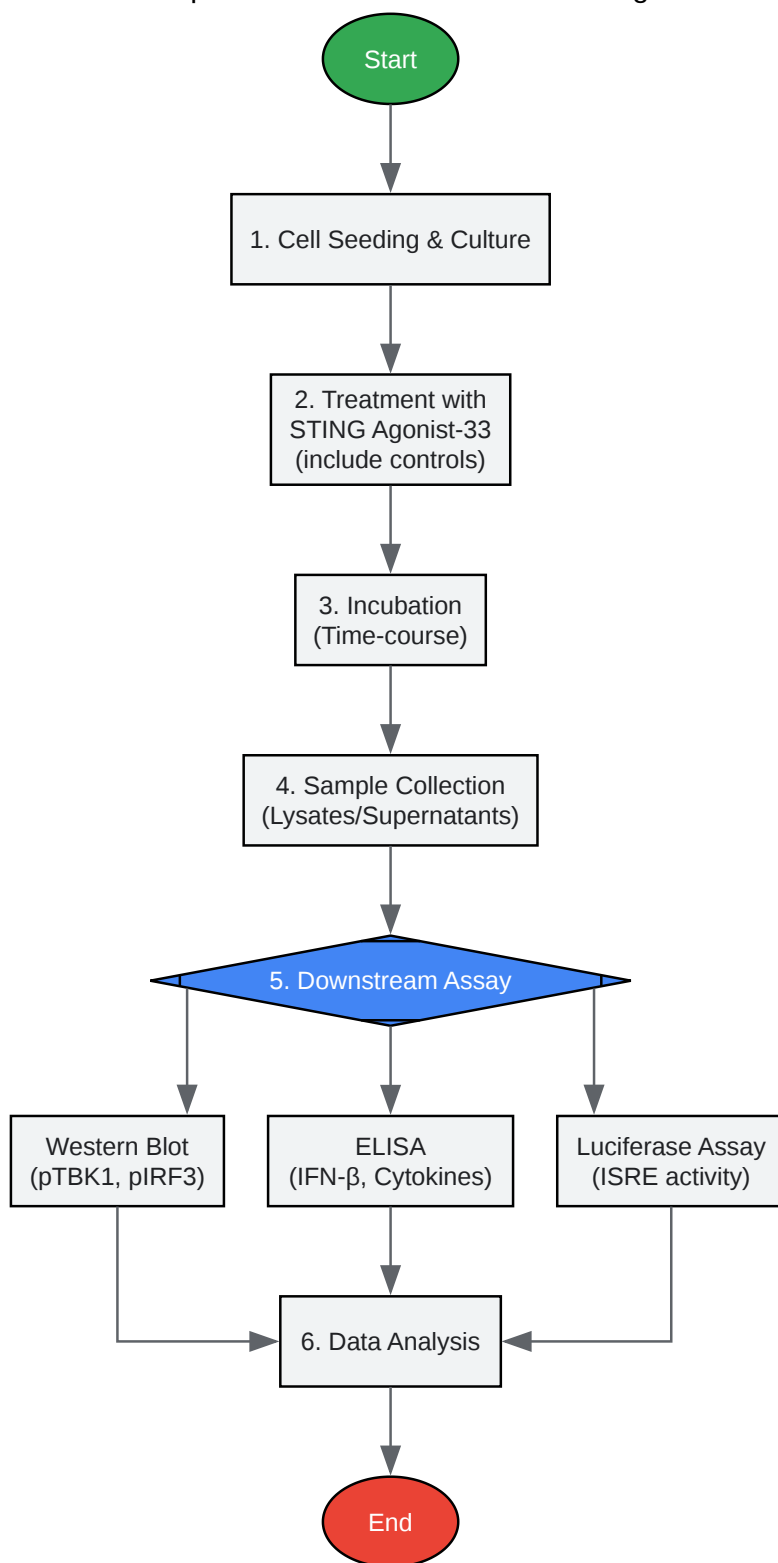 Start
1. Cell Seeding & Culture
2. Treatment with
STING Agonist-33
(include controls)
3. Incubation
(Time-course)
4. Sample Collection
(Lysates/Supernatants)
5. Downstream Assay
Western Blot
(pTBK1, pIRF3)
ELISA
(IFN-β, Cytokines)
Luciferase Assay
(ISRE activity)
6. Data Analysis
End